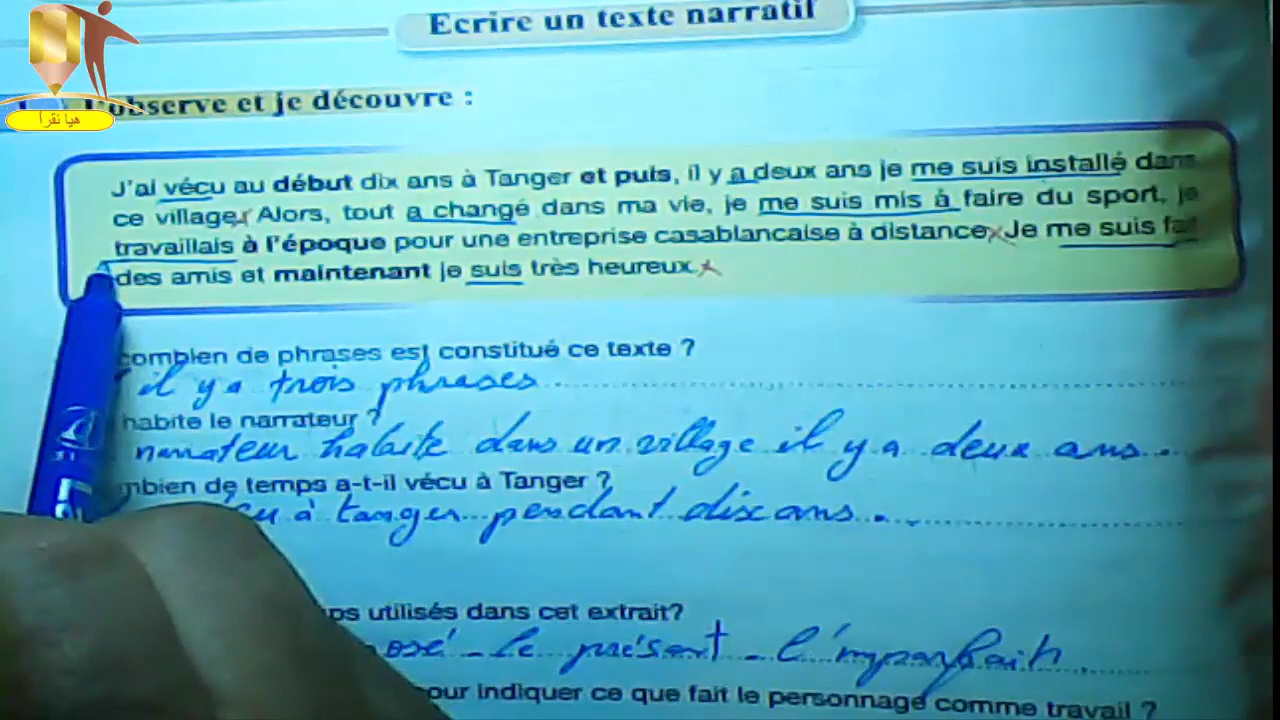 Ecrire un texte narratif
J'observe et je découvre :
هيا نقرأ
J'ai vécu au début dix ans à Tanger et puis, il y a deux ans je me suis installé dans
ce village. Alors, tout a changé dans ma vie, je me suis mis à faire du sport, je
travaillais à l'époque pour une entreprise casablancaise à distance. Je me suis fait
des amis et maintenant je suis très heureux.
combien de phrases est constitué ce texte ?
il y a trois phrases
habite le narrateur ?
narrateur habite dans un village il y a deux ans.
mbien de temps a-t-il vécu à Tanger ?
à tanger pendant dix ans.
ps utilisés dans cet extrait?
osé - le présent - l'imparfait
pour indiquer ce que fait le personnage comme travail ?